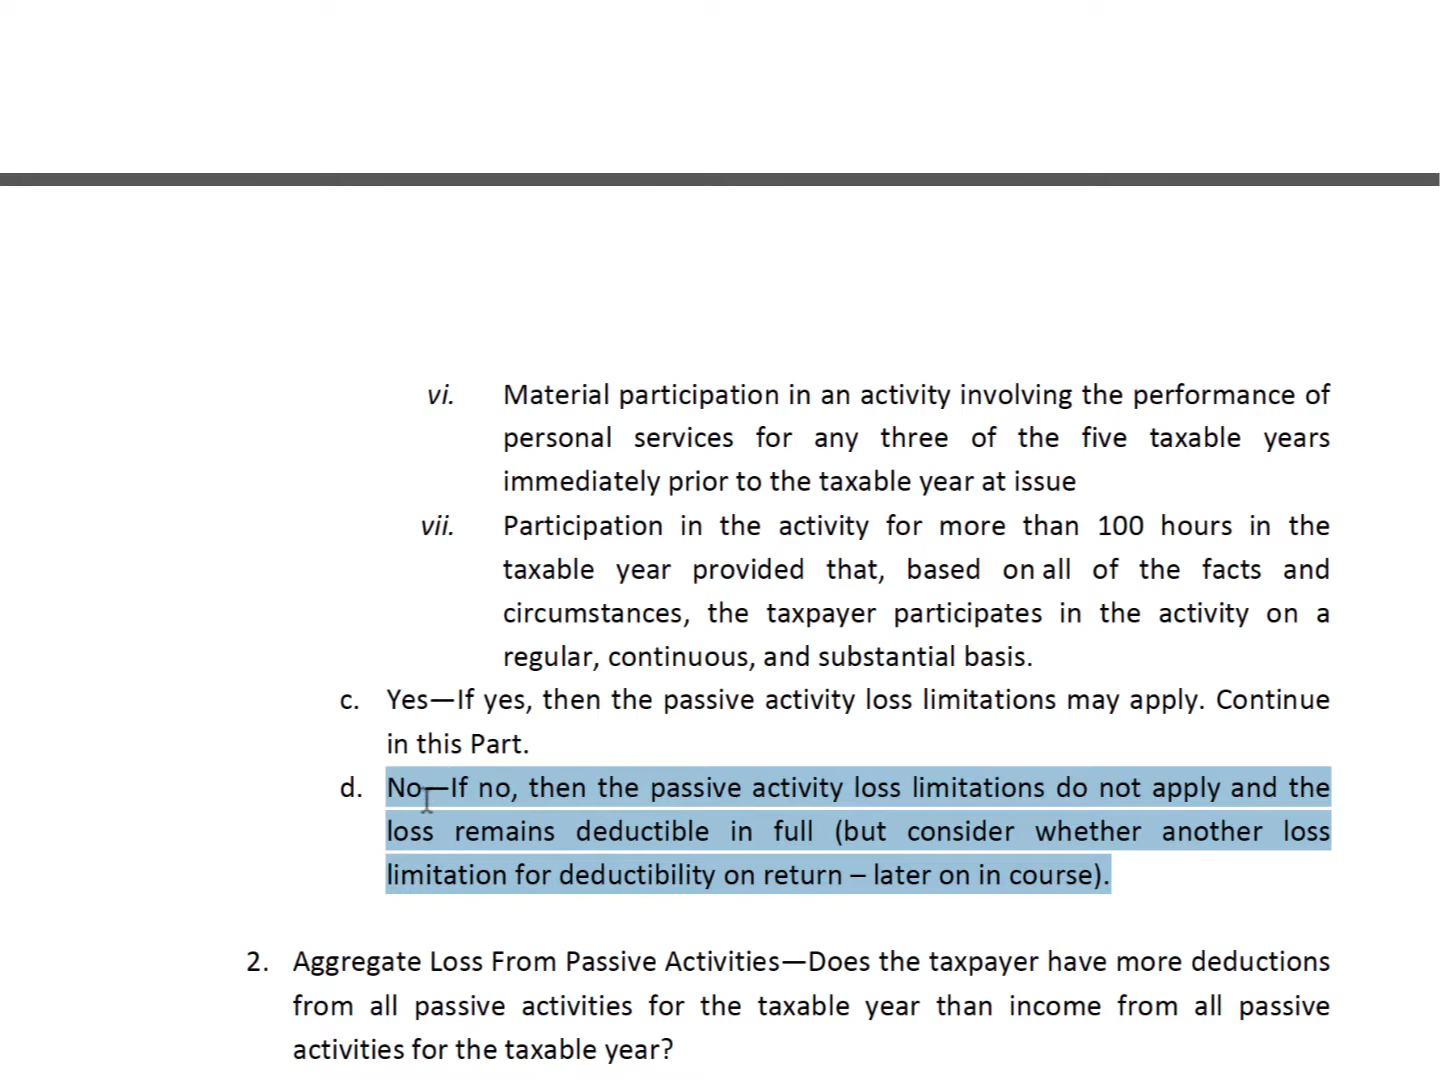 vi. Material participation in an activity involving the performance of
personal services for any three of the five taxable years
immediately prior to the taxable year at issue
vii. Participation in the activity for more than 100 hours in the
taxable year provided that, based on all of the facts and
circumstances, the taxpayer participates in the activity on a
regular, continuous, and substantial basis.
c. Yes—If yes, then the passive activity loss limitations may apply. Continue
in this Part.
d. No—If no, then the passive activity loss limitations do not apply and the
loss remains deductible in full (but consider whether another loss
limitation for deductibility on return – later on in course).
2. Aggregate Loss From Passive Activities—Does the taxpayer have more deductions
from all passive activities for the taxable year than income from all passive
activities for the taxable year?